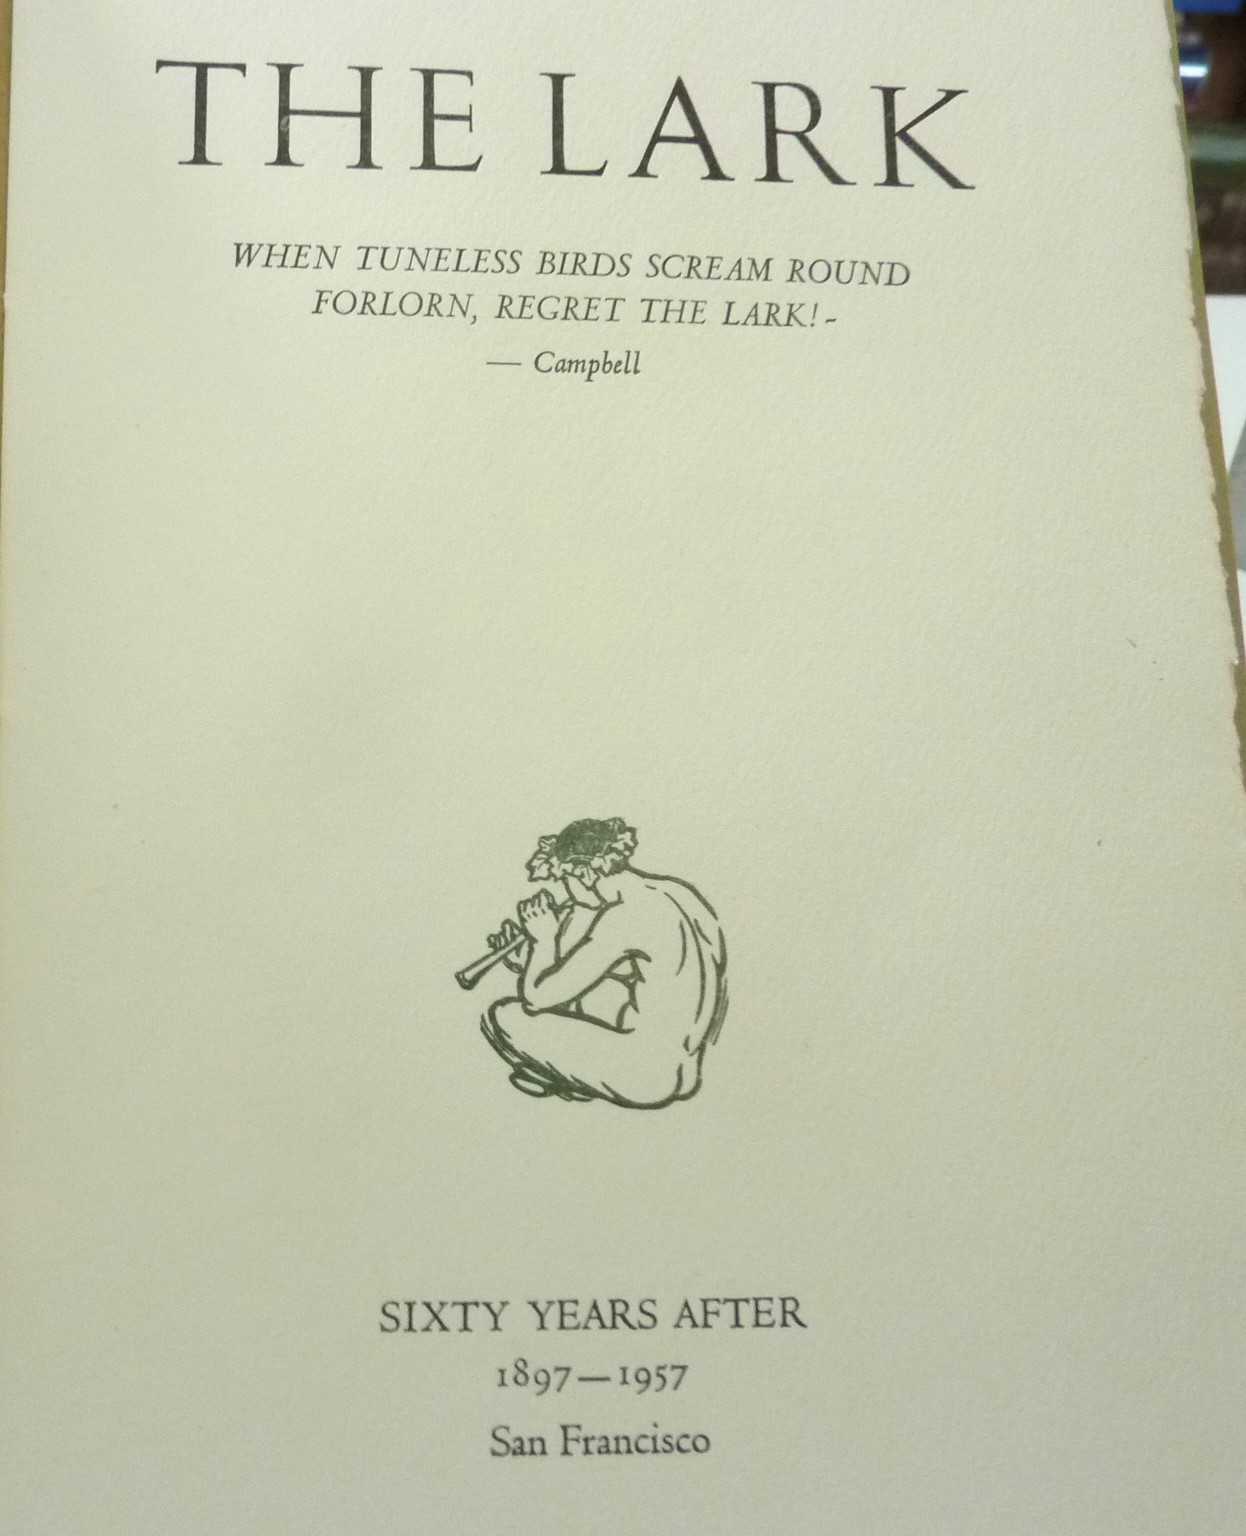 THE LARK
WHEN TUNELESS BIRDS SCREAM ROUND
FORLORN, REGRET THE LARK! -
— Campbell
SIXTY YEARS AFTER
1897—1957
San Francisco